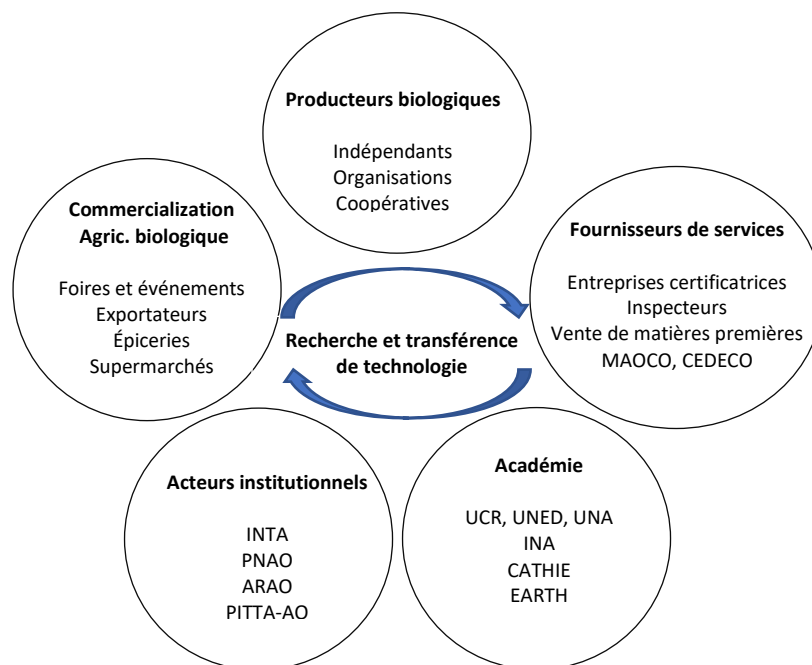 Producteurs biologiques
Indépendants
Organisations
Coopératives
Commercialization
Agric. biologique
Foires et événements
Exportateurs
Épiceries
Supermarchés
Fournisseurs de services
Entreprises certificatrices
Inspecteurs
Vente de matières premières
MAOCO, CEDECO
Recherche et transférence
de technologie
Acteurs institutionnels
INTA
PNAO
ARAO
PITTA-AO
Académie
UCR, UNED, UNA
INA
CATHIE
EARTH